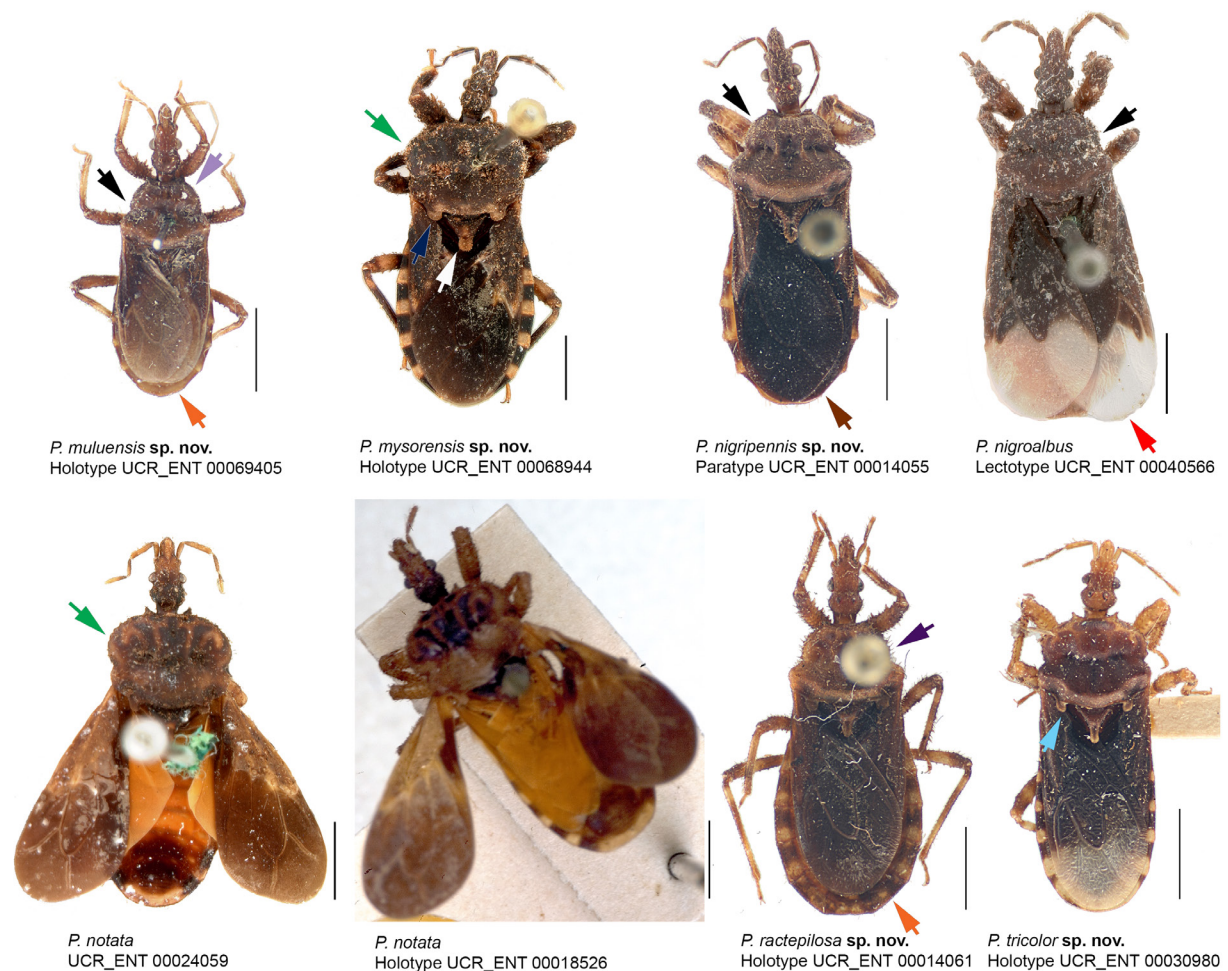 P. muluensis sp. nov.
Holotype UCR_ENT 00069405
P. mysorensis sp. nov.
Holotype UCR_ENT 00068944
P. nigripennis sp. nov.
Paratype UCR_ENT 00014055
P. nigroalbus
Lectotype UCR_ENT 00040566
P. notata
UCR_ENT 00024059
P. notata
Holotype UCR_ENT 00018526
P. ractepilosa sp. nov.
Holotype UCR_ENT 00014061
P. tricolor sp. nov.
Holotype UCR_ENT 00030980